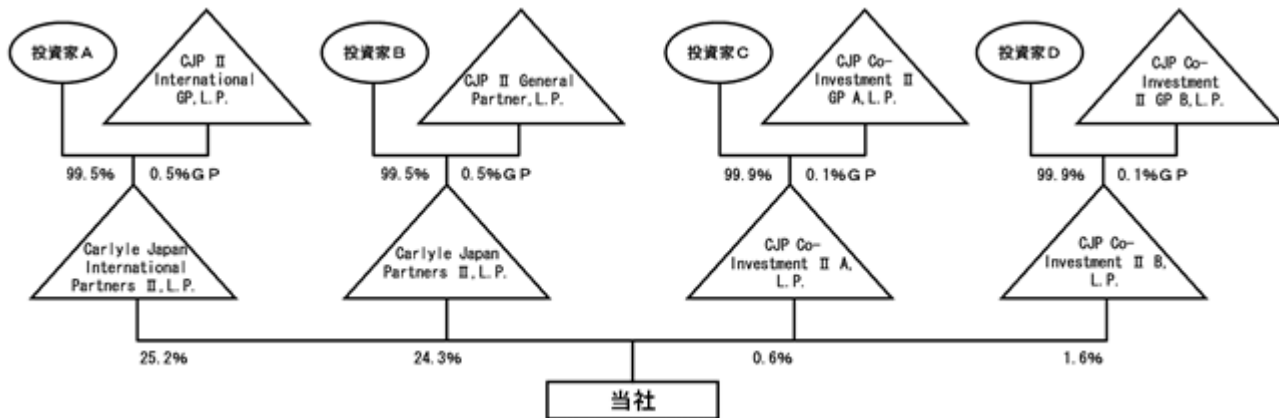 投資家A
CJP Ⅱ
International
GP,L.P.
投資家B
CJP Ⅱ General
Partner,L.P.
投資家C
CJP Co-
Investment Ⅱ
GP A,L.P.
投資家D
CJP Co-
Investment
Ⅱ GP B,L.P.
99.5%
0.5%GP
99.5%
0.5%GP
99.9%
0.1%GP
99.9%
0.1%GP
Carlyle Japan
International
Partners Ⅱ,L.P.
Carlyle Japan
Partners Ⅱ,L.P.
CJP Co-
Investment Ⅱ A,
L.P.
CJP Co-
Investment Ⅱ B,
L.P.
25.2%
24.3%
0.6%
1.6%
当社